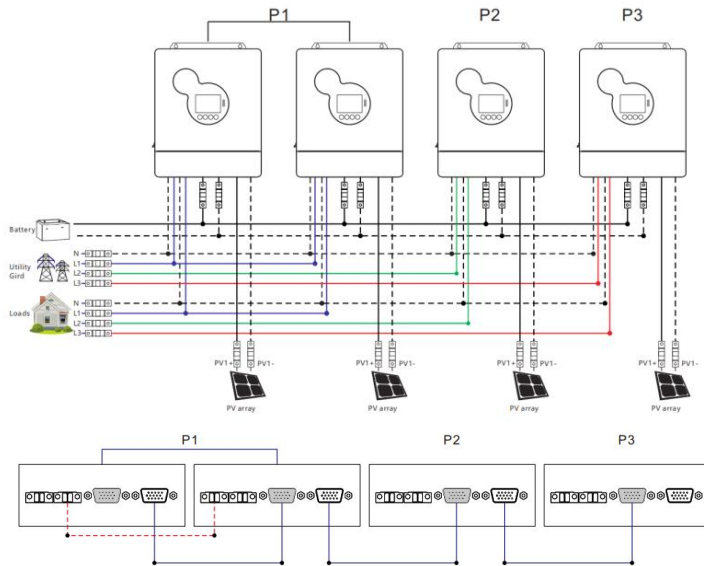 P1 P2 P3
Battery
N
Utility
Gird
L1
L2
L3
N
Loads
L1
L2
L3
PV1+ PV1- PV1+ PV1- PV1+ PV1- PV1+ PV1-
PV array PV array PV array PV array
P1 P2 P3